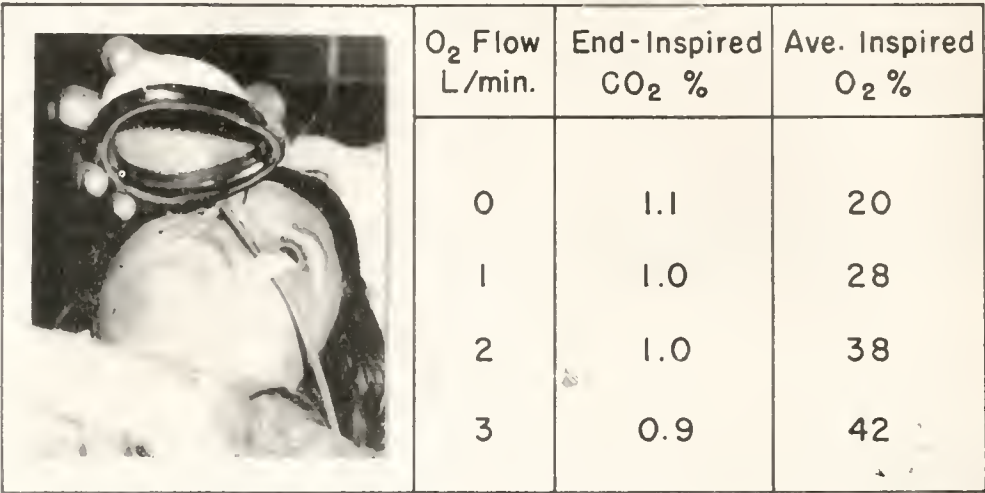 O₂ Flow L/min. | End-Inspired CO₂ % | Ave. Inspired O₂ %
0 | 1.1 | 20
1 | 1.0 | 28
2 | 1.0 | 38
3 | 0.9 | 42